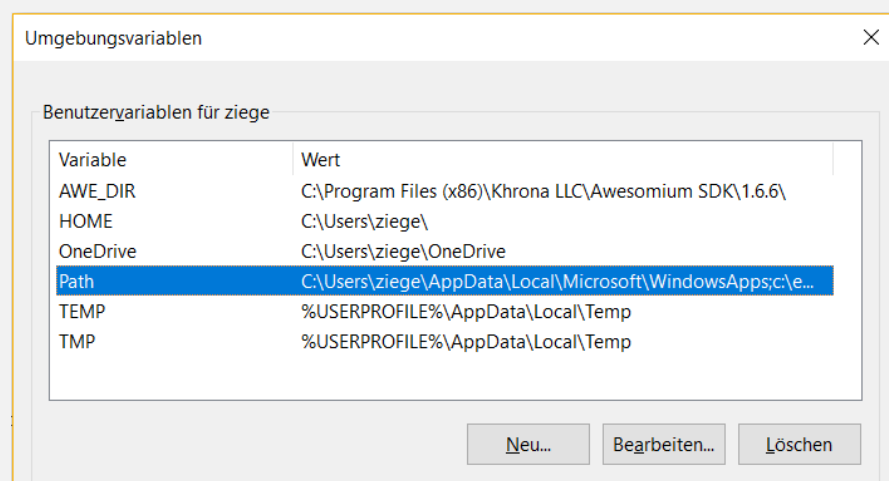 Umgebungsvariablen
Benutzervariablen für ziege
Variable Wert
AWE_DIR C:\Program Files (x86)\Khrona LLC\Awesomium SDK\1.6.6\
HOME C:\Users\ziege\
OneDrive C:\Users\ziege\OneDrive
Path C:\Users\ziege\AppData\Local\Microsoft\WindowsApps;c:\e...
TEMP %USERPROFILE%\AppData\Local\Temp
TMP %USERPROFILE%\AppData\Local\Temp
Neu... Bearbeiten... Löschen